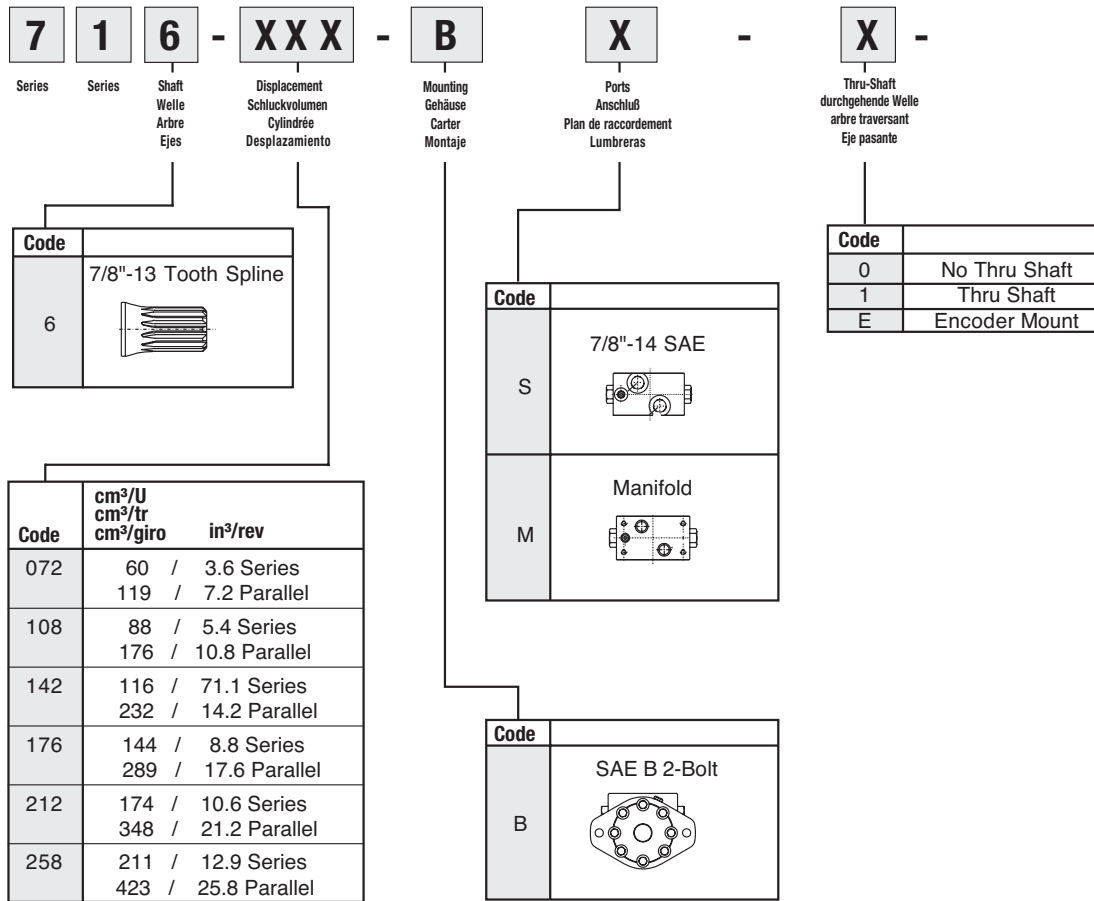 7 1 6 - X X X - B X - X -
Series
Series
Shaft
Welle
Arbre
Ejes
Displacement
Schluckvolumen
Cylindrée
Desplazamiento
Mounting
Gehäuse
Carter
Montaje
Ports
Anschluß
Plan de raccordement
Lumbreras
Thru-Shaft
durchgehende Welle
arbre traversant
Eje pasante
Code
7/8"-13 Tooth Spline
6
Code
0 No Thru Shaft
1 Thru Shaft
E Encoder Mount
Code
7/8"-14 SAE
S
Manifold
M
cm³/U
cm³/tr
Code cm³/giro in³/rev
072 60 / 3.6 Series
119 / 7.2 Parallel
108 88 / 5.4 Series
176 / 10.8 Parallel
142 116 / 71.1 Series
232 / 14.2 Parallel
176 144 / 8.8 Series
289 / 17.6 Parallel
212 174 / 10.6 Series
348 / 21.2 Parallel
258 211 / 12.9 Series
423 / 25.8 Parallel
Code
SAE B 2-Bolt
B